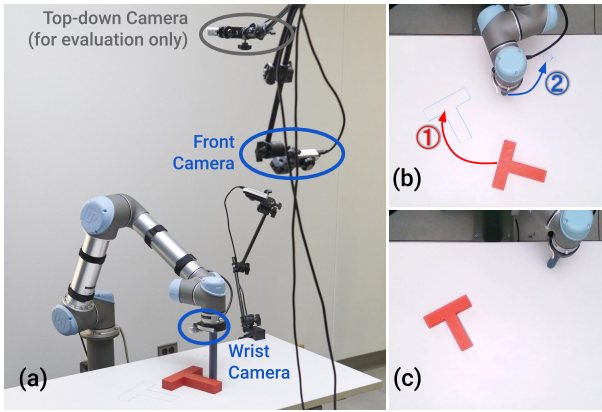 Top-down Camera
(for evaluation only)
Front
Camera
Wrist
Camera
(a)
①
②
(b)
(c)